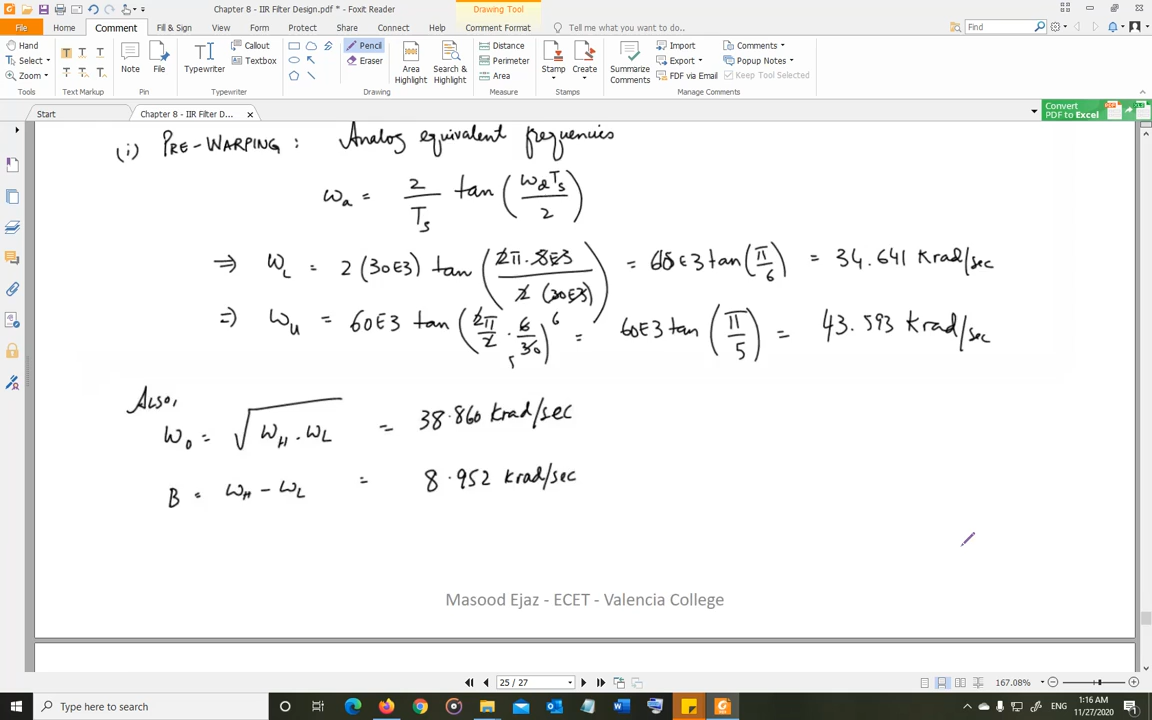 Chapter 8 - IIR Filter Design.pdf * - Foxit Reader
Drawing Tool
File Home Comment Fill & Sign View Form Protect Share Connect Help Extras Comment Format Tell me what you want to do... Find
Hand Select Zoom Tools
Text Markup
Note File Pin
Typewriter Callout Textbox Typewriter
Pencil Eraser Drawing
Area Highlight Search & Highlight
Distance Perimeter Area Measure
Stamp Create Stamps
Summarize Comments Import Export FDF via Email Comments Popup Notes Keep Tool Selected Manage Comments
Start Chapter 8 - IIR Filter D... Convert PDF to Excel
(i) PRE-WARPING : Analog equivalent frequencies
ωa = 2/Ts tan (ωdTs/2)
⇒ ωL = 2 (30E3) tan (2π·5E3/2 (30E3)) = 60E3 tan (π/6) = 34.641 Krad/sec
⇒ ωu = 60E3 tan (2π/2 · 6/30)6 5 = 60E3 tan (π/5) = 43.593 Krad/sec
ALSO,
ω0 = √ωH · ωL = 38.860 Krad/sec
B = ωH - ωL = 8.952 krad/sec
Masood Ejaz - ECET - Valencia College
25 / 27 167.08%
Type here to search ENG 1:16 AM
11/27/2020